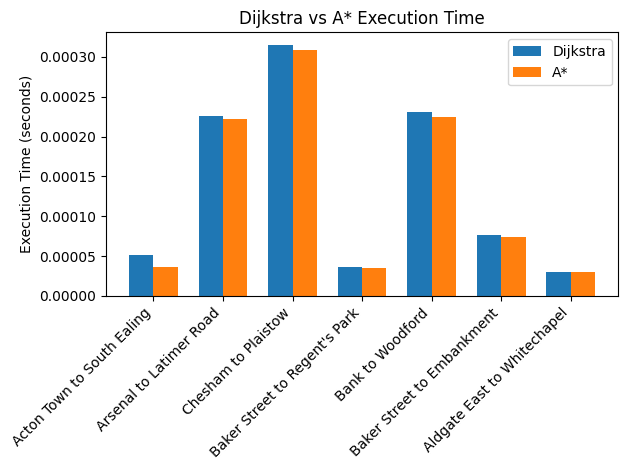 Dijkstra vs A* Execution Time
Dijkstra
A*
Execution Time (seconds)
0.00030
0.00025
0.00020
0.00015
0.00010
0.00005
0.00000
Acton Town to South Ealing
Arsenal to Latimer Road
Chesham to Plaistow
Baker Street to Regent's Park
Bank to Woodford
Baker Street to Embankment
Aldgate East to Whitechapel